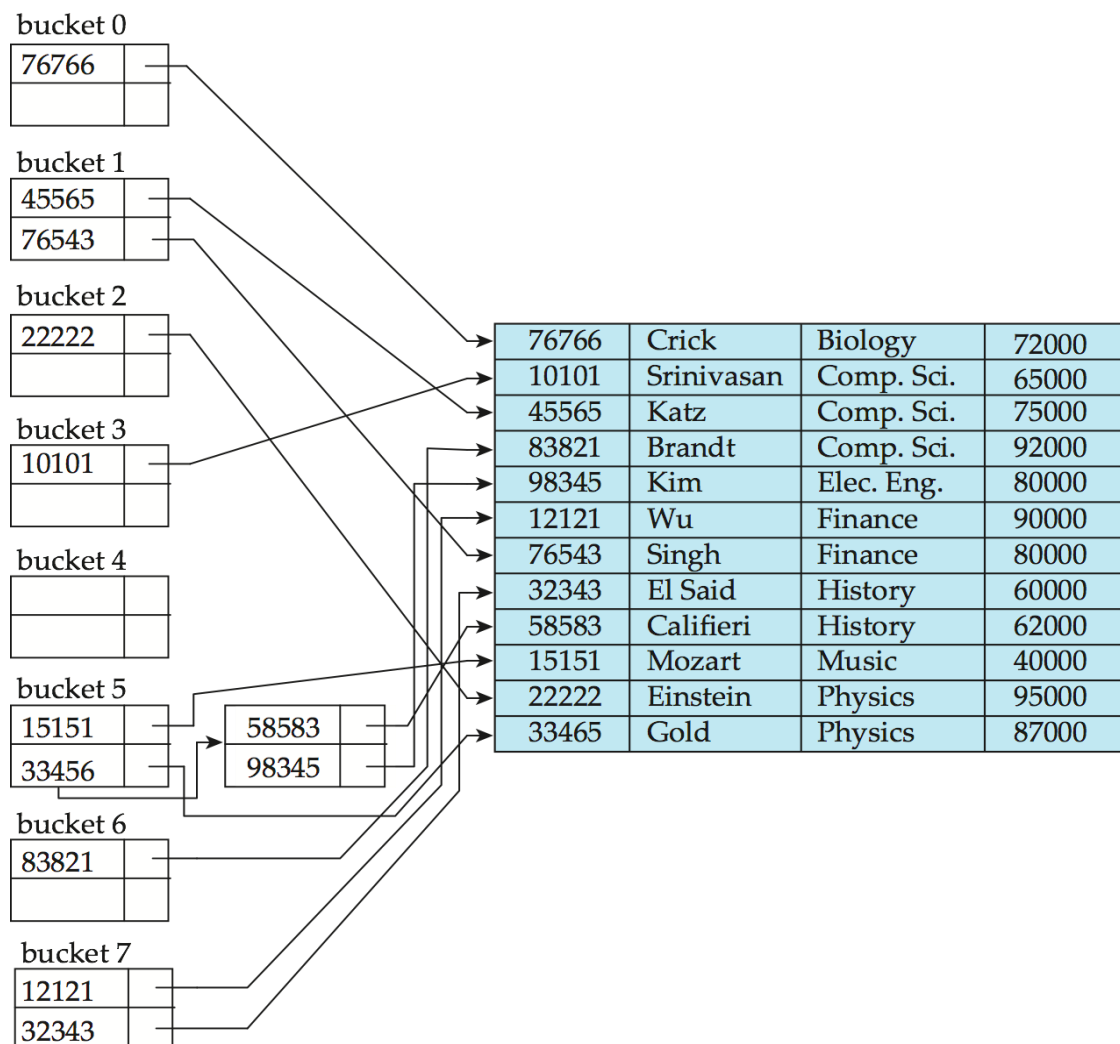 bucket 0
76766
bucket 1
45565
76543
bucket 2
22222
bucket 3
10101
bucket 4
bucket 5
15151
33456
58583
98345
bucket 6
83821
bucket 7
12121
32343
76766 Crick Biology 72000
10101 Srinivasan Comp. Sci. 65000
45565 Katz Comp. Sci. 75000
83821 Brandt Comp. Sci. 92000
98345 Kim Elec. Eng. 80000
12121 Wu Finance 90000
76543 Singh Finance 80000
32343 El Said History 60000
58583 Califieri History 62000
15151 Mozart Music 40000
22222 Einstein Physics 95000
33465 Gold Physics 87000